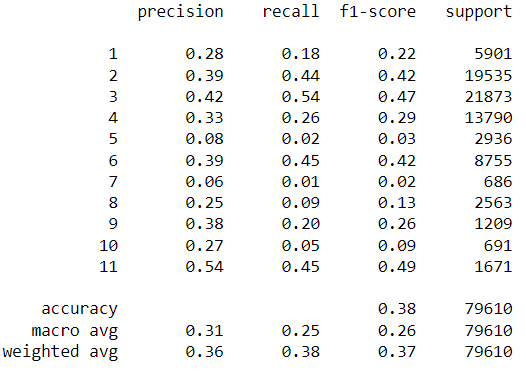 precision recall f1-score support
1 0.28 0.18 0.22 5901
2 0.39 0.44 0.42 19535
3 0.42 0.54 0.47 21873
4 0.33 0.26 0.29 13790
5 0.08 0.02 0.03 2936
6 0.39 0.45 0.42 8755
7 0.06 0.01 0.02 686
8 0.25 0.09 0.13 2563
9 0.38 0.20 0.26 1209
10 0.27 0.05 0.09 691
11 0.54 0.45 0.49 1671
accuracy 0.38 79610
macro avg 0.31 0.25 0.26 79610
weighted avg 0.36 0.38 0.37 79610